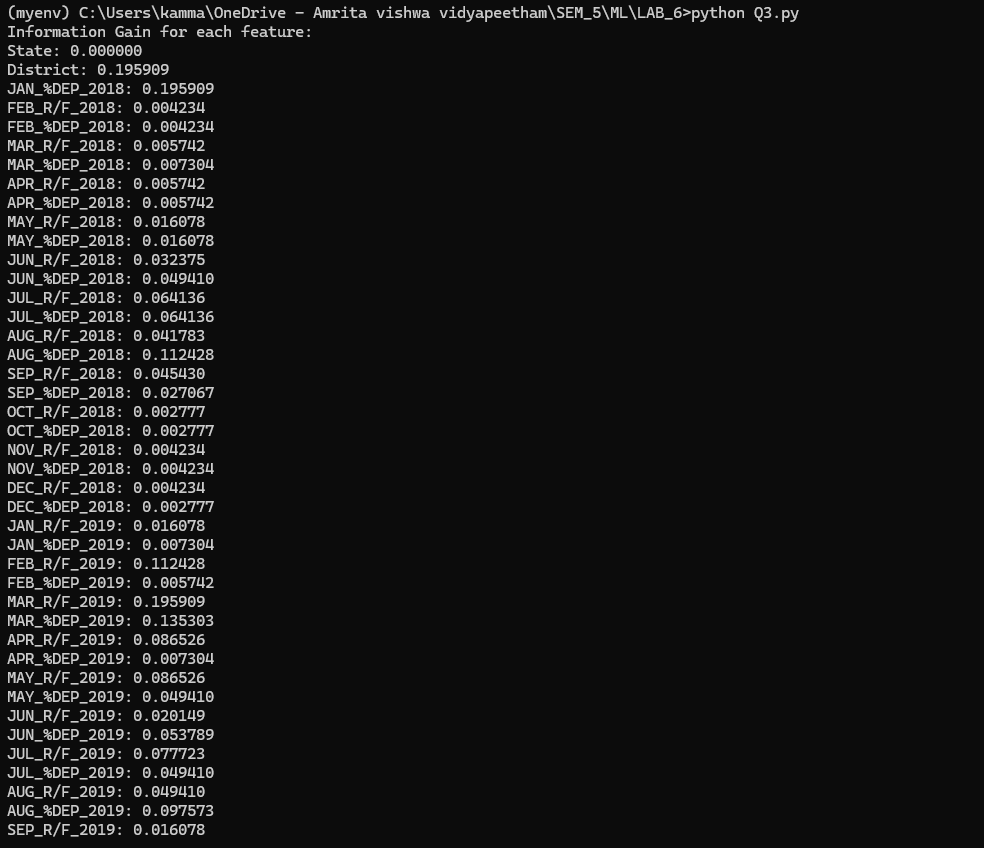 (myenv) C:\Users\kamma\OneDrive - Amrita vishwa vidyapeetham\SEM_5\ML\LAB_6>python Q3.py
Information Gain for each feature:
State: 0.000000
District: 0.195909
JAN_%DEP_2018: 0.195909
FEB_R/F_2018: 0.004234
FEB_%DEP_2018: 0.004234
MAR_R/F_2018: 0.005742
MAR_%DEP_2018: 0.007304
APR_R/F_2018: 0.005742
APR_%DEP_2018: 0.005742
MAY_R/F_2018: 0.016078
MAY_%DEP_2018: 0.016078
JUN_R/F_2018: 0.032375
JUN_%DEP_2018: 0.049410
JUL_R/F_2018: 0.064136
JUL_%DEP_2018: 0.064136
AUG_R/F_2018: 0.041783
AUG_%DEP_2018: 0.112428
SEP_R/F_2018: 0.045430
SEP_%DEP_2018: 0.027067
OCT_R/F_2018: 0.002777
OCT_%DEP_2018: 0.002777
NOV_R/F_2018: 0.004234
NOV_%DEP_2018: 0.004234
DEC_R/F_2018: 0.004234
DEC_%DEP_2018: 0.002777
JAN_R/F_2019: 0.016078
JAN_%DEP_2019: 0.007304
FEB_R/F_2019: 0.112428
FEB_%DEP_2019: 0.005742
MAR_R/F_2019: 0.195909
MAR_%DEP_2019: 0.135303
APR_R/F_2019: 0.086526
APR_%DEP_2019: 0.007304
MAY_R/F_2019: 0.086526
MAY_%DEP_2019: 0.049410
JUN_R/F_2019: 0.020149
JUN_%DEP_2019: 0.053789
JUL_R/F_2019: 0.077723
JUL_%DEP_2019: 0.049410
AUG_R/F_2019: 0.049410
AUG_%DEP_2019: 0.097573
SEP_R/F_2019: 0.016078